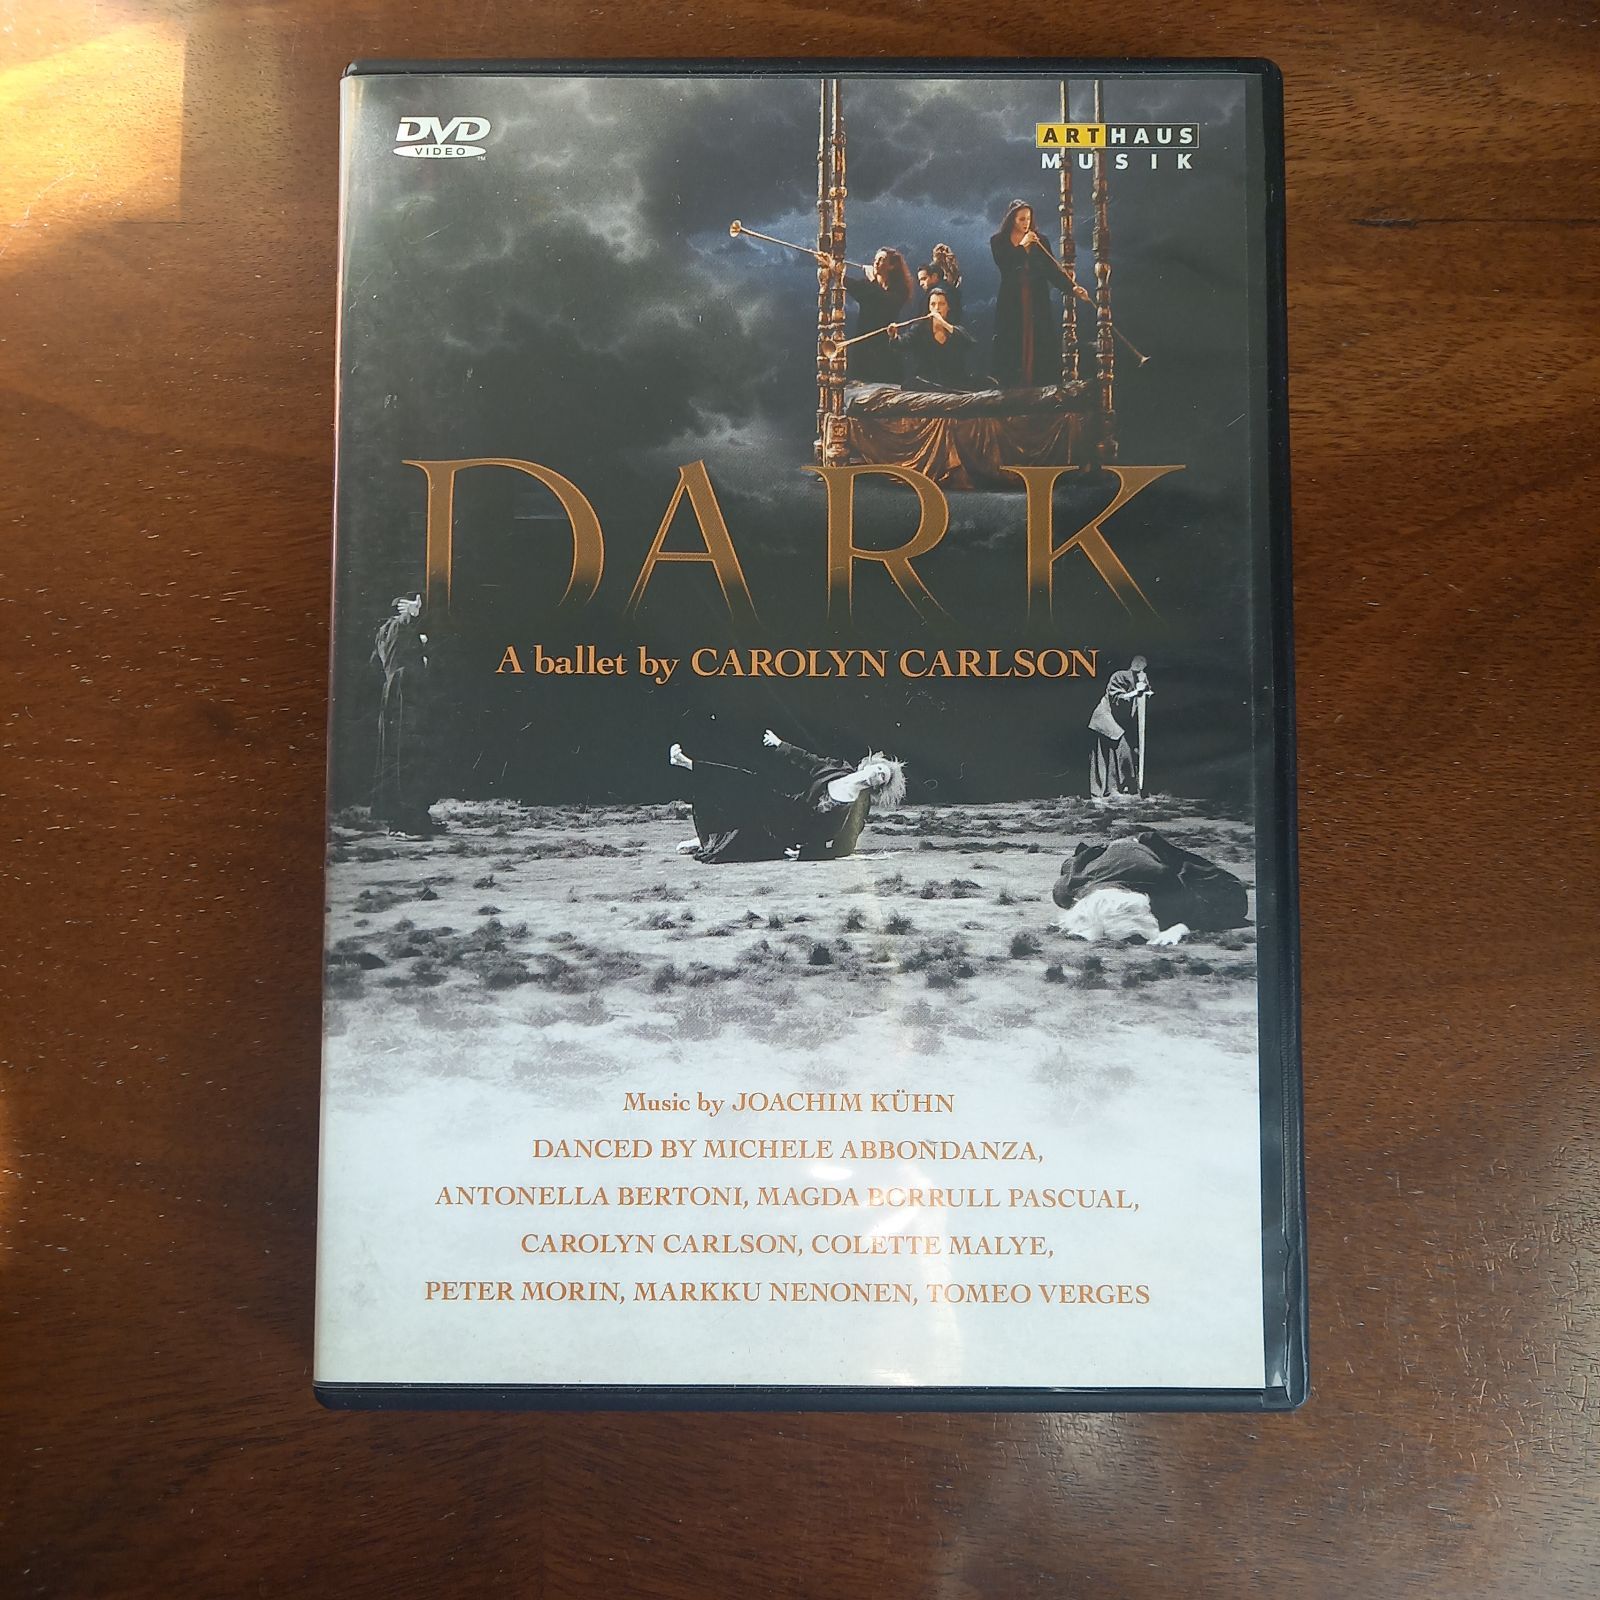 DVD
VIDEO
TM
ARTHAUS
MUSIK
DARK
A ballet by CAROLYN CARLSON
Music by JOACHIM KÜHN
DANCED BY MICHELE ABBONDANZA,
ANTONELLA BERTONI, MAGDA BORRULL PASCUAL,
CAROLYN CARLSON, COLETTE MALYE,
PETER MORIN, MARKKU NENONEN, TOMEO VERGES